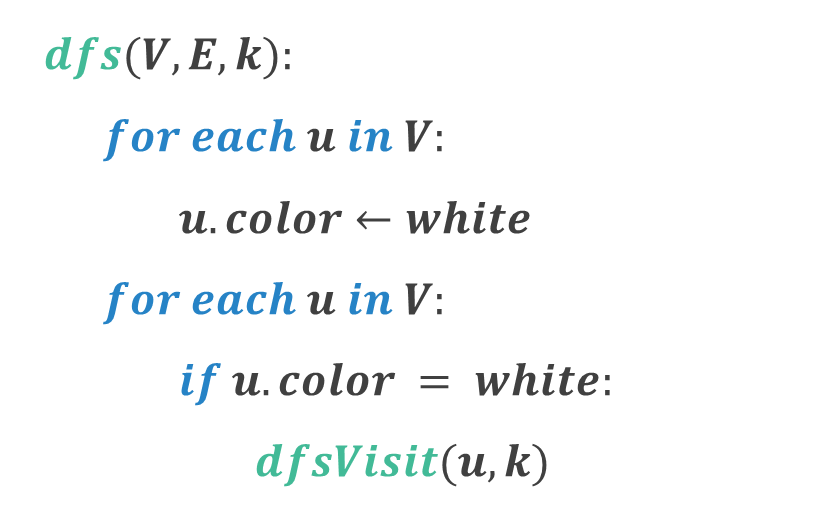 dfs(V, E, k):
for each u in V:
u.color ← white
for each u in V:
if u.color = white:
dfsVisit(u, k)